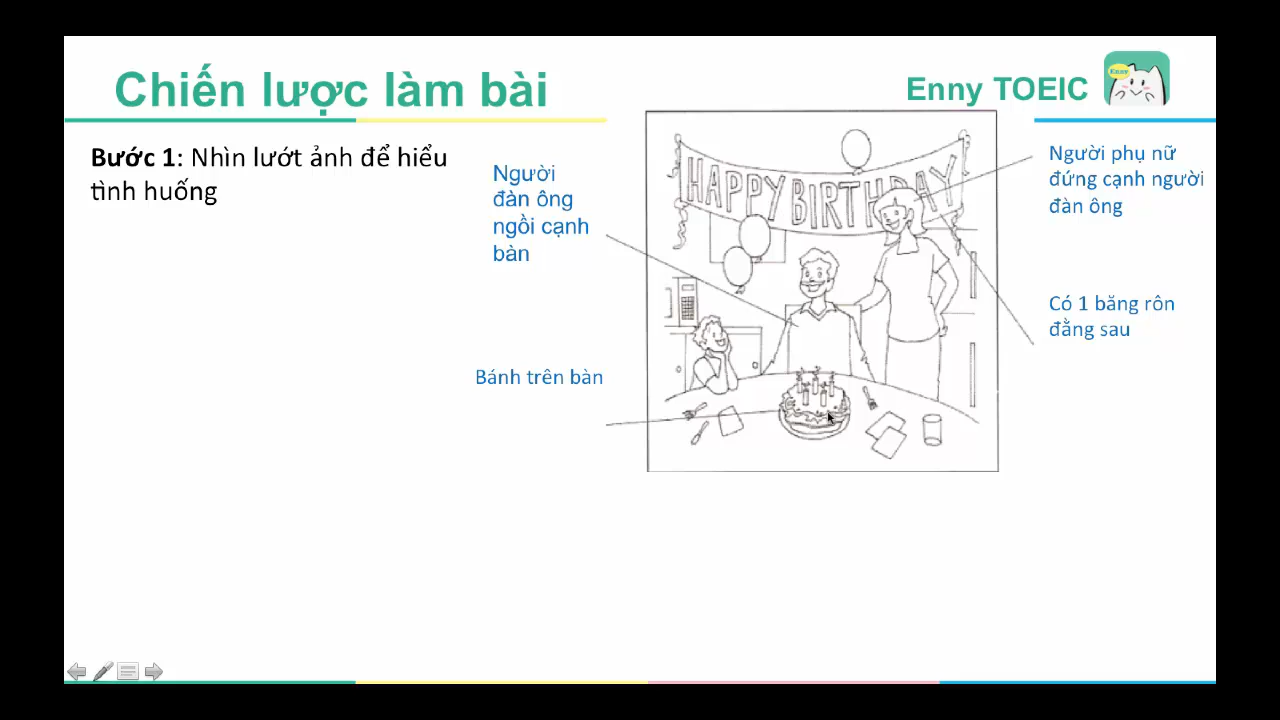 Chiến lược làm bài
Enny TOEIC
Enny
Bước 1: Nhìn lướt ảnh để hiểu
tình huống
Người
đàn ông
ngồi cạnh
bàn
HAPPY BIRTHDAY
Người phụ nữ
đứng cạnh người
đàn ông
Có 1 băng rôn
đằng sau
Bánh trên bàn